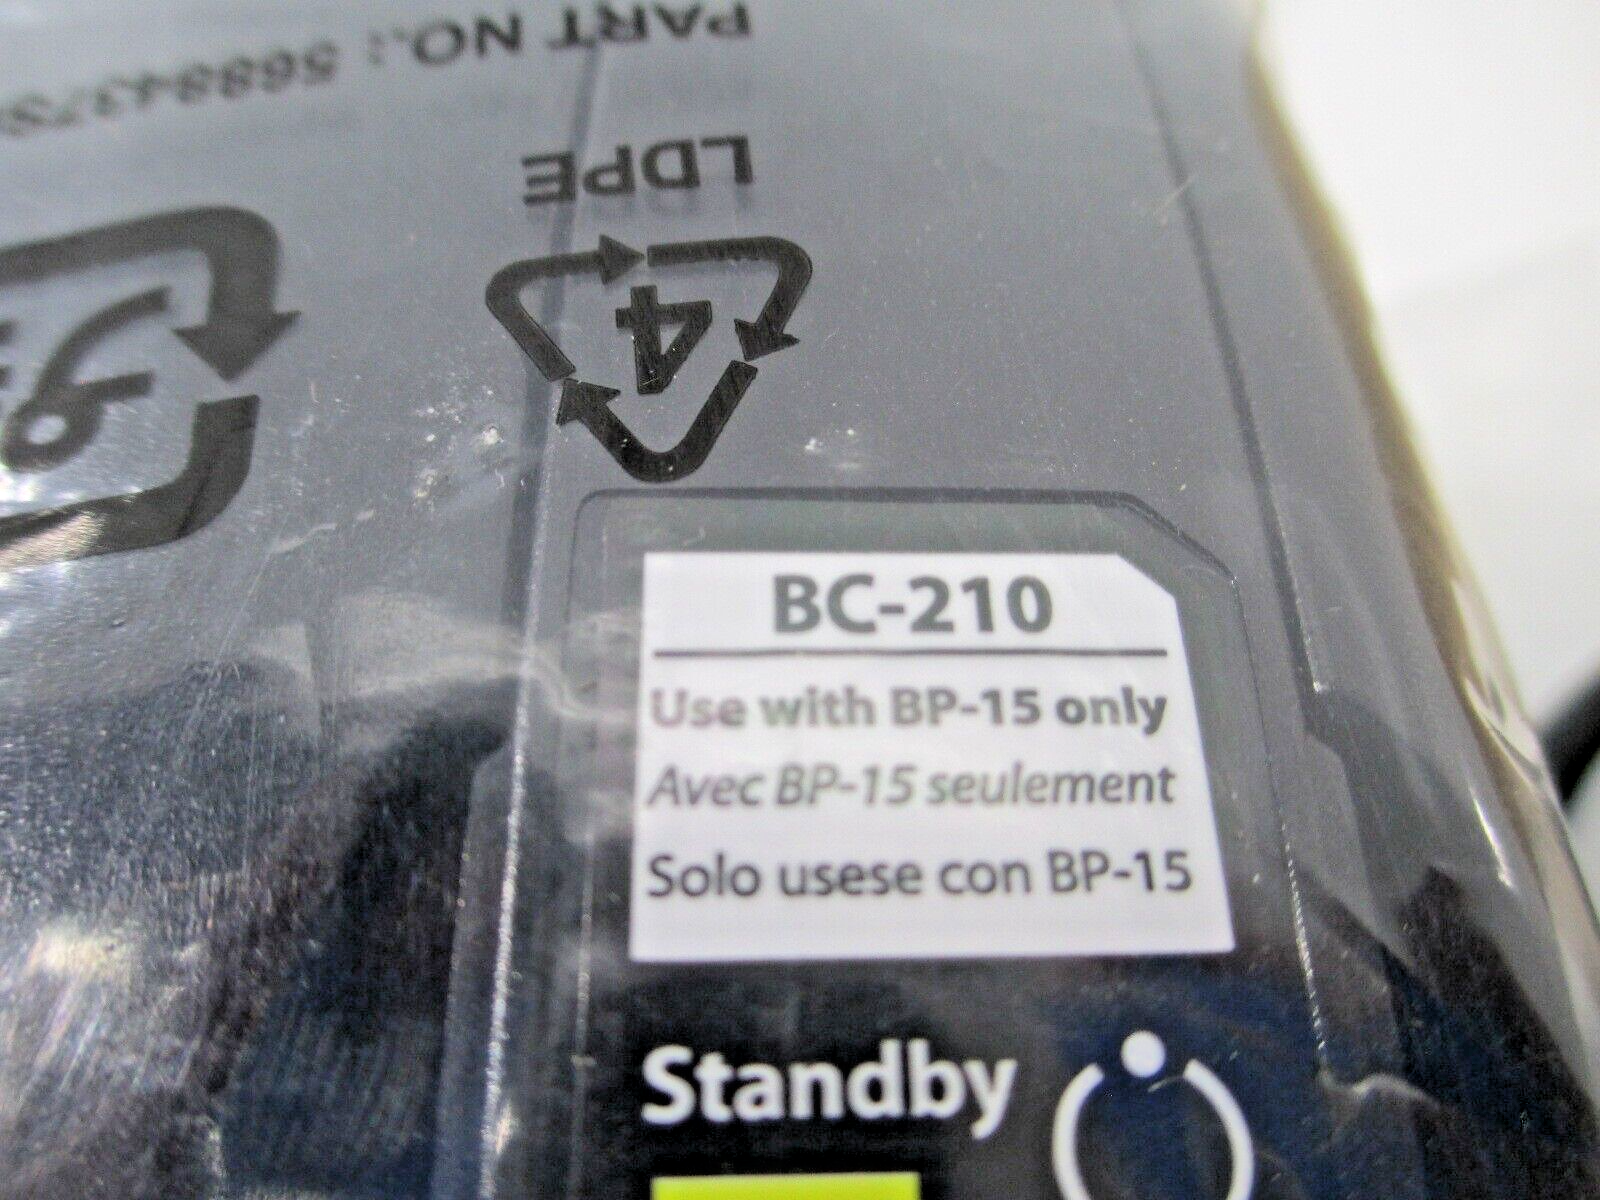 PART NO.:
LDPE
4
BC-210
Use with BP-15 only
Avec BP-15 seulement
Solo usese con BP-15
Standby